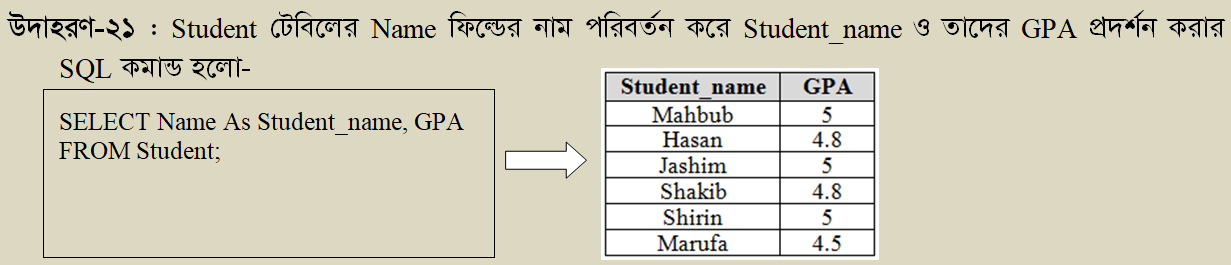 উদাহরণ-২১ : Student টেবিলের Name ফিল্ডের নাম পরিবর্তন করে Student_name ও তাদের GPA প্রদর্শন করার
SQL কমান্ড হলো-
SELECT Name As Student_name, GPA
FROM Student;
Student_name GPA
Mahbub 5
Hasan 4.8
Jashim 5
Shakib 4.8
Shirin 5
Marufa 4.5